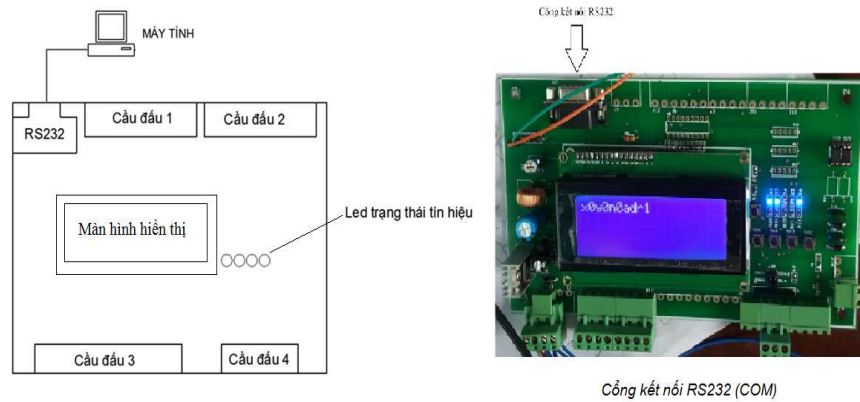 MÁY TÍNH
RS232
Cầu đấu 1
Cầu đấu 2
Màn hình hiển thị
Led trạng thái tín hiệu
Cầu đấu 3
Cầu đấu 4
Cổng kết nối RS232
x0y0m0adr1
Cổng kết nối RS232 (COM)